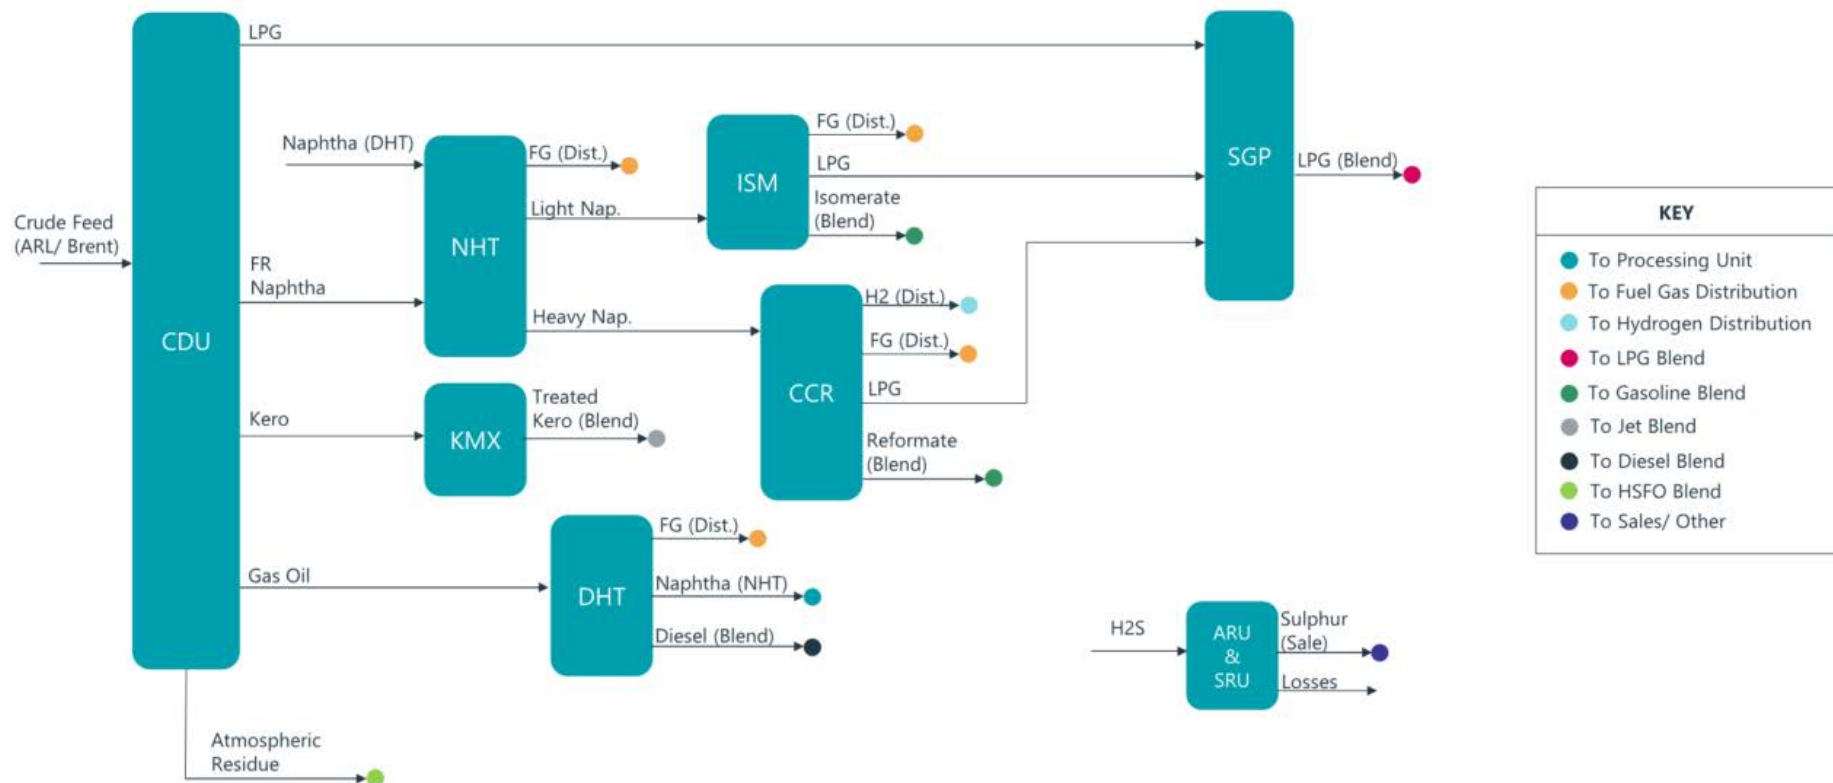 LPG
Crude Feed
(ARL/ Brent)
CDU
FR
Naphtha
Kero
Gas Oil
Atmospheric
Residue
Naphtha (DHT)
NHT
FG (Dist.)
Light Nap.
Heavy Nap.
KMX
Treated
Kero (Blend)
ISM
FG (Dist.)
LPG
Isomerate
(Blend)
CCR
H2 (Dist.)
FG (Dist.)
LPG
Reformate
(Blend)
DHT
FG (Dist.)
Naphtha (NHT)
Diesel (Blend)
SGP
LPG (Blend)
H2S
ARU
&
SRU
Sulphur
(Sale)
Losses
KEY
To Processing Unit
To Fuel Gas Distribution
To Hydrogen Distribution
To LPG Blend
To Gasoline Blend
To Jet Blend
To Diesel Blend
To HSFO Blend
To Sales/ Other